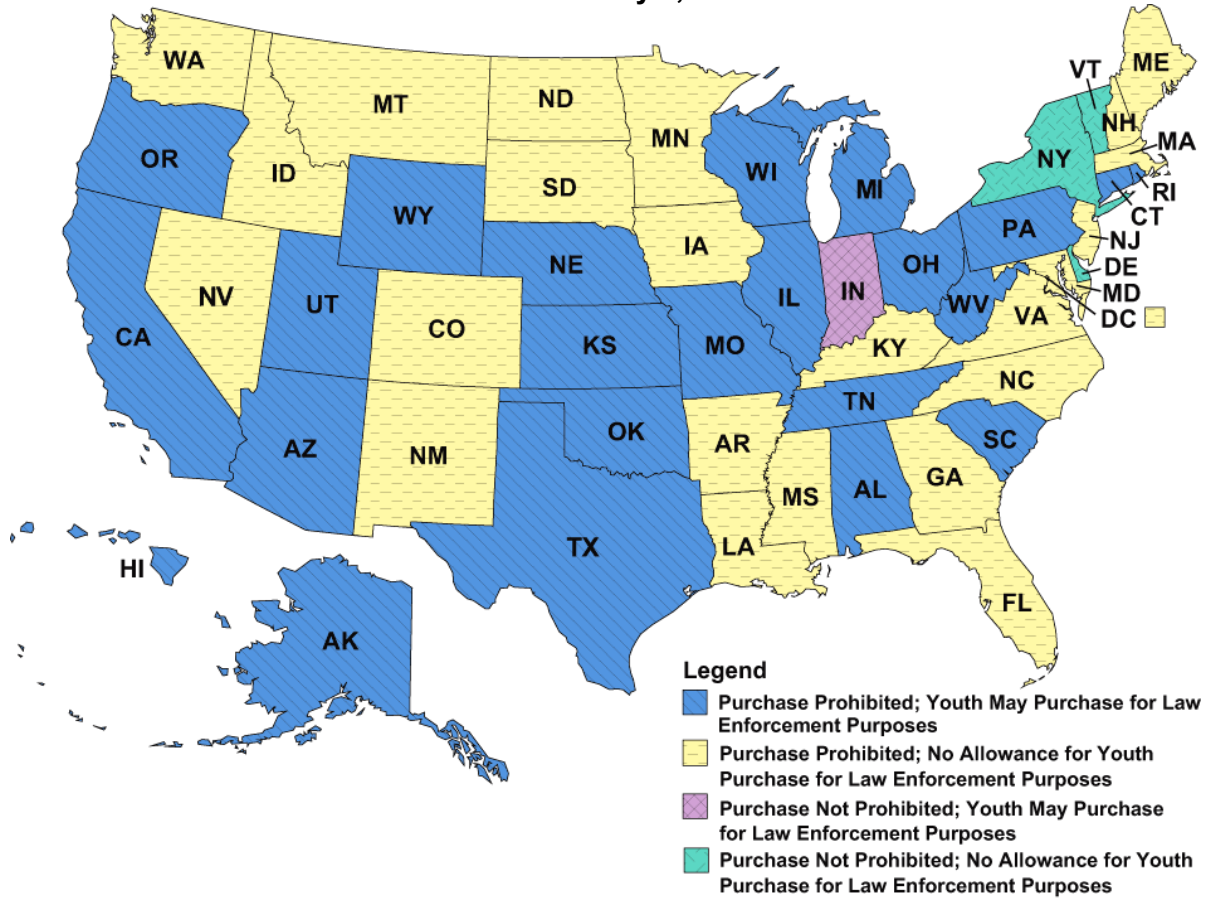 WA
MT
ND
MN
VT
ME
NH
MA
OR
ID
SD
WI
MI
NY
WY
RI
CT
PA
IA
NJ
NE
OH
DE
NV
UT
IL
IN
MD
WV
DC
VA
CO
CA
KS
MO
KY
NC
TN
OK
AZ
NM
AR
SC
GA
MS
AL
TX
LA
HI
FL
AK
Legend
Purchase Prohibited; Youth May Purchase for Law
Enforcement Purposes
Purchase Prohibited; No Allowance for Youth
Purchase for Law Enforcement Purposes
Purchase Not Prohibited; Youth May Purchase
for Law Enforcement Purposes
Purchase Not Prohibited; No Allowance for Youth
Purchase for Law Enforcement Purposes